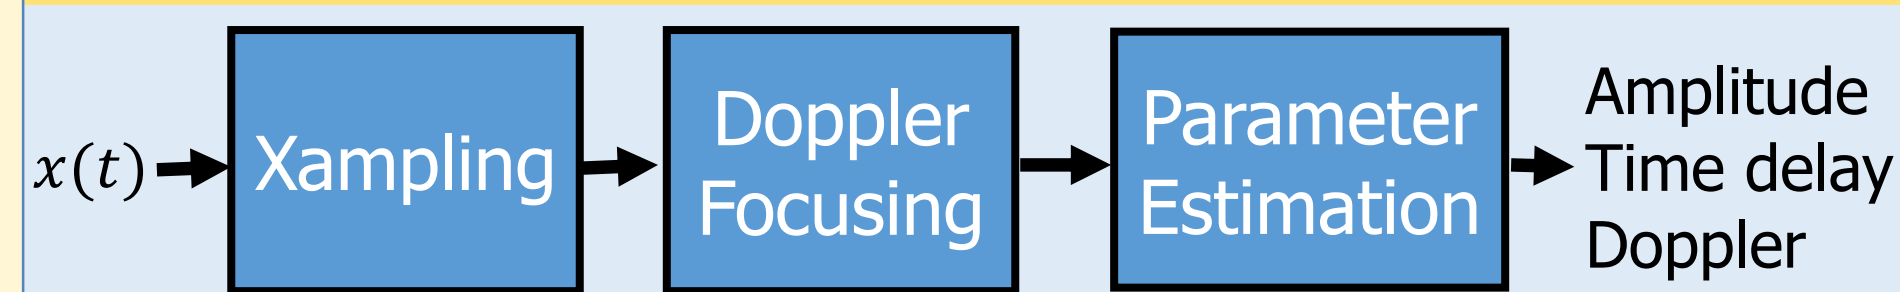 x(t)
Xampling
Doppler
Focusing
Parameter
Estimation
Amplitude
Time delay
Doppler